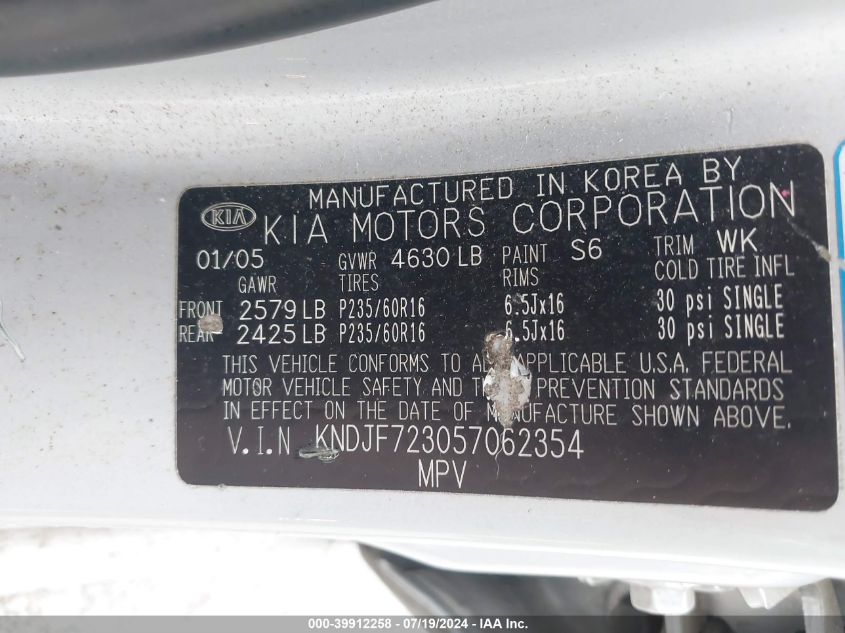 MANUFACTURED IN KOREA BY
KIA KIA MOTORS CORPORATION
01/05 GVWR 4630 LB PAINT S6 TRIM WK
GAWR TIRES RIMS COLD TIRE INFL
FRONT 2579 LB P235/60R16 6.5Jx16 30 psi SINGLE
REAR 2425 LB P235/60R16 6.5Jx16 30 psi SINGLE
THIS VEHICLE CONFORMS TO APPLICABLE U.S.A. FEDERAL
MOTOR VEHICLE SAFETY AND PREVENTION STANDARDS
IN EFFECT ON THE DATE OF MANUFACTURE SHOWN ABOVE.
V.I.N KNDJF723057062354
MPV
000-39912258 - 07/19/2024 - IAA Inc.